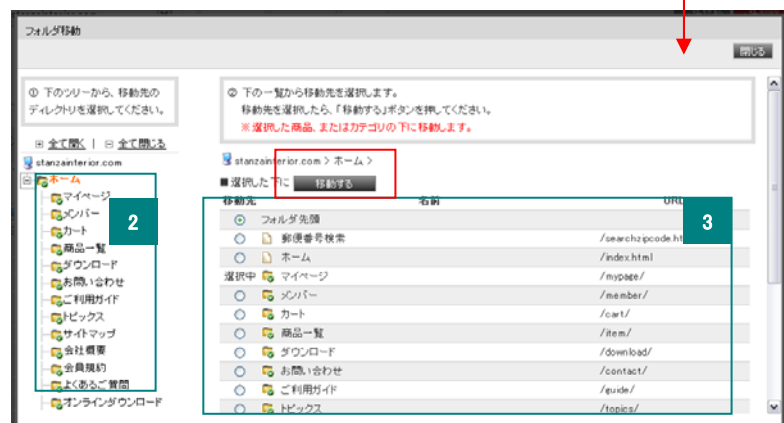 フォルダ移動
閉じる
① 下のツリーから、移動先の
ディレクトリを選択してください。
② 下の一覧から移動先を選択します。
移動先を選択したら、「移動する」ボタンを押してください。
※選択した商品、またはカテゴリの下に移動します。
全て開く | 全て閉じる
stanzainterior.com
ホーム
マイページ
メンバー
カート
商品一覧
ダウンロード
お問い合わせ
ご利用ガイド
トピックス
サイトマップ
会社概要
会員規約
よくあるご質問
オンラインダウンロード
2
stanzainterior.com > ホーム >
■選択した下に 移動する
移動先 名前 URL
3
フォルダ先頭
郵便番号検索 /searchzipcode.ht
ホーム /index.html
選択中 マイページ /mypage/
メンバー /member/
カート /cart/
商品一覧 /item/
ダウンロード /download/
お問い合わせ /contact/
ご利用ガイド /guide/
トピックス /topics/